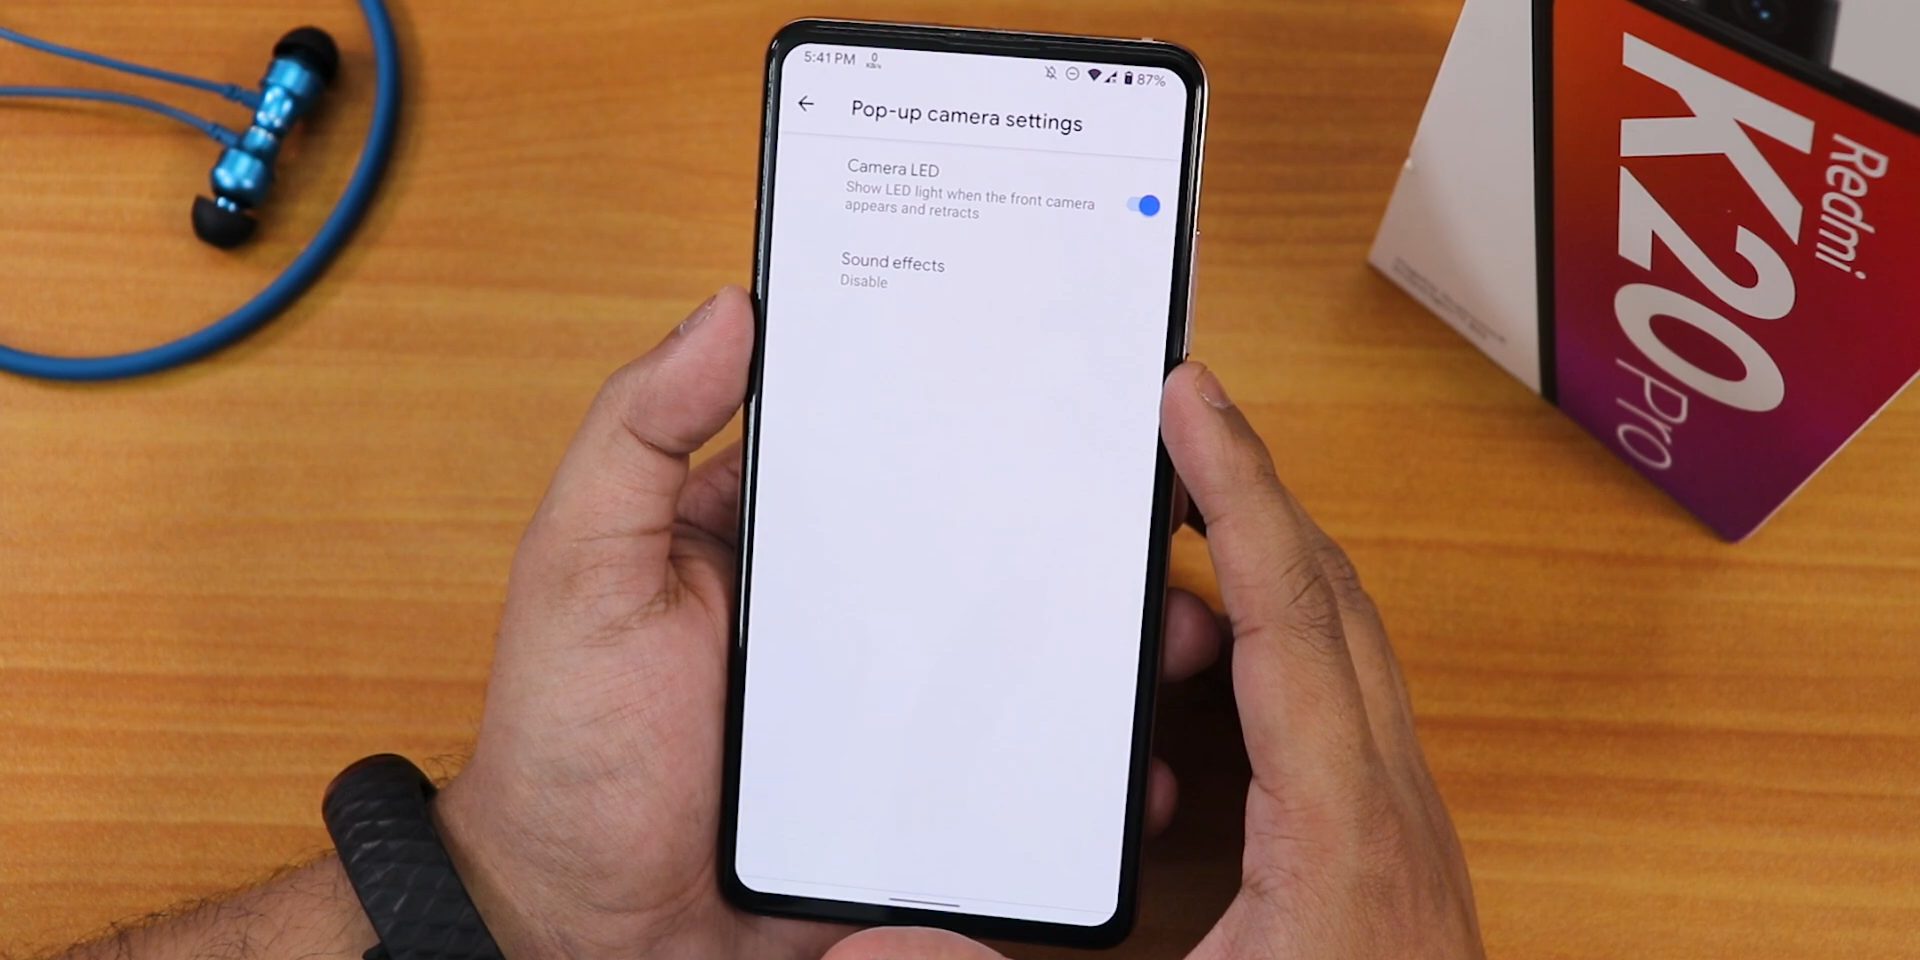 5:41 PM
0
87%
Pop-up camera settings
Camera LED
Show LED light when the front camera
appears and retracts
Sound effects
Disable
Redmi
K20
Pro